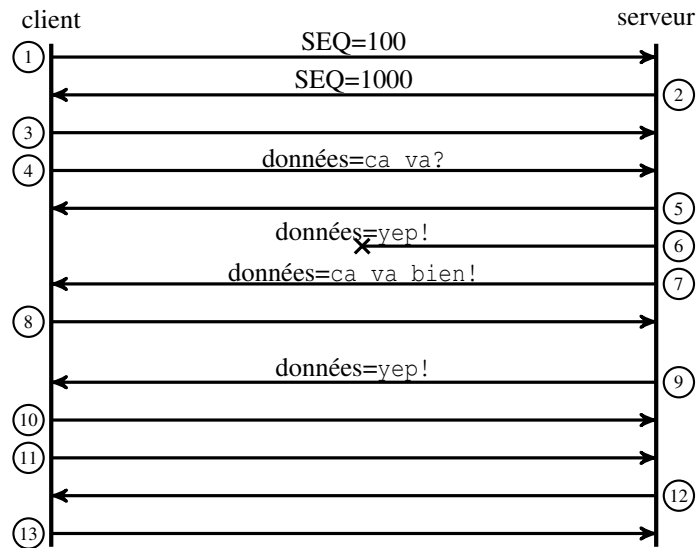 client
serveur
1
SEQ=100
SEQ=1000
2
3
4
données=ca va?
5
données=yep!
6
données=ca va bien!
7
8
données=yep!
9
10
11
12
13